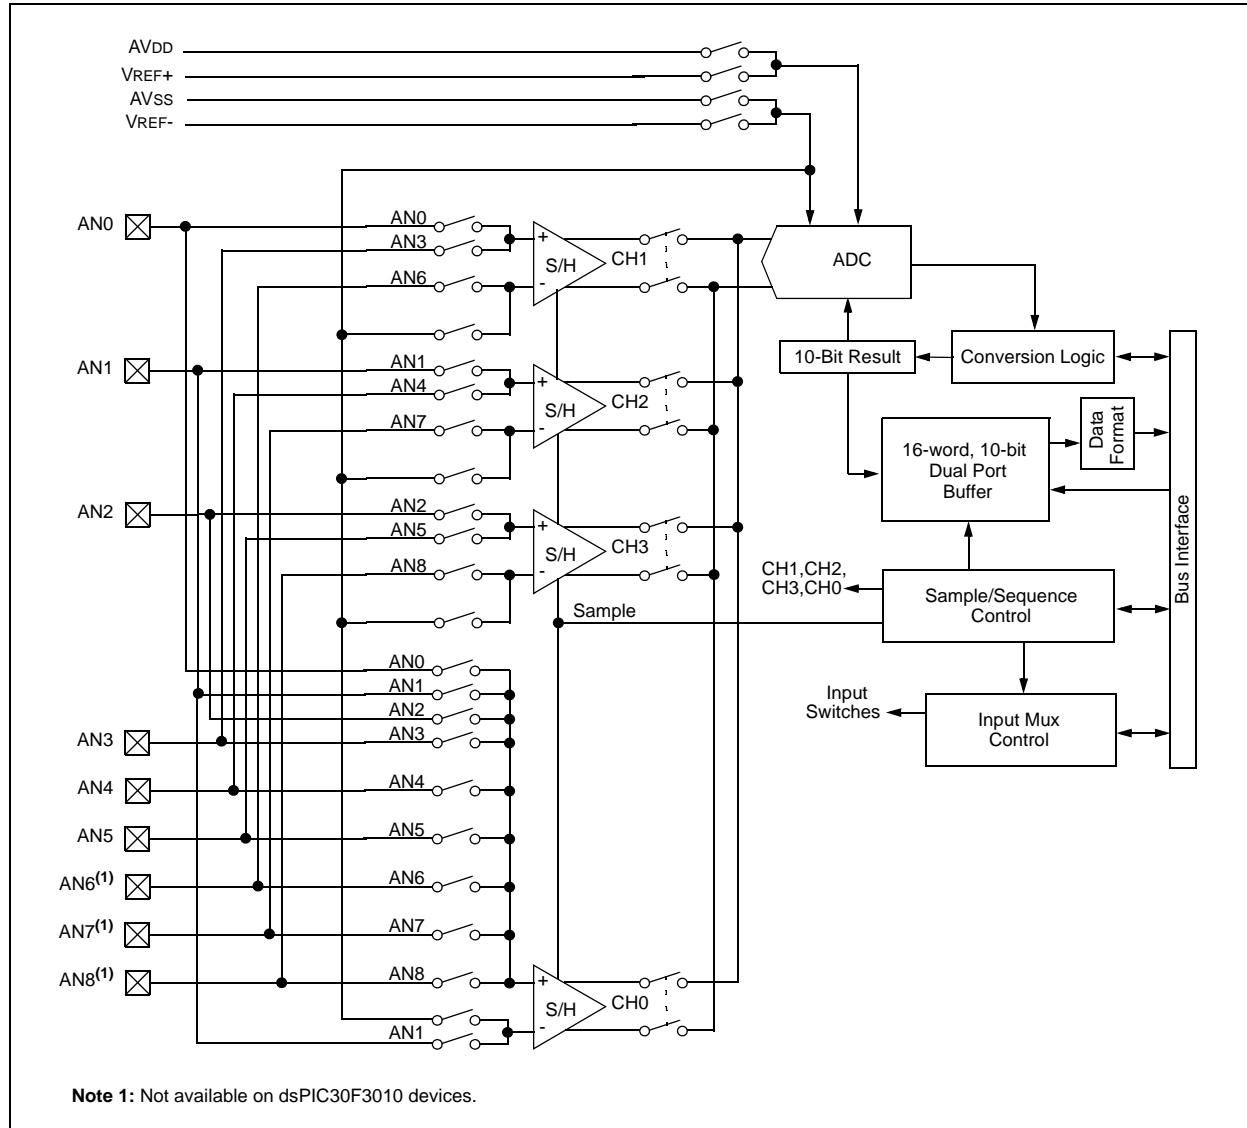 AVDD
VREF+
AVSS
VREF-
AN0
AN0
AN3
AN6
+
-
S/H
CH1
ADC
AN1
AN1
AN4
AN7
+
-
S/H
CH2
10-Bit Result
Conversion Logic
16-word, 10-bit
Dual Port
Buffer
Data
Format
Bus Interface
AN2
AN2
AN5
AN8
+
-
S/H
CH3
CH1,CH2,
CH3,CH0
Sample/Sequence
Control
Sample
Input
Switches
Input Mux
Control
AN0
AN1
AN2
AN3
AN3
AN4
AN4
AN5
AN5
AN6(1)
AN6
AN7(1)
AN7
AN8(1)
AN8
+
-
S/H
CH0
AN1
Note 1: Not available on dsPIC30F3010 devices.